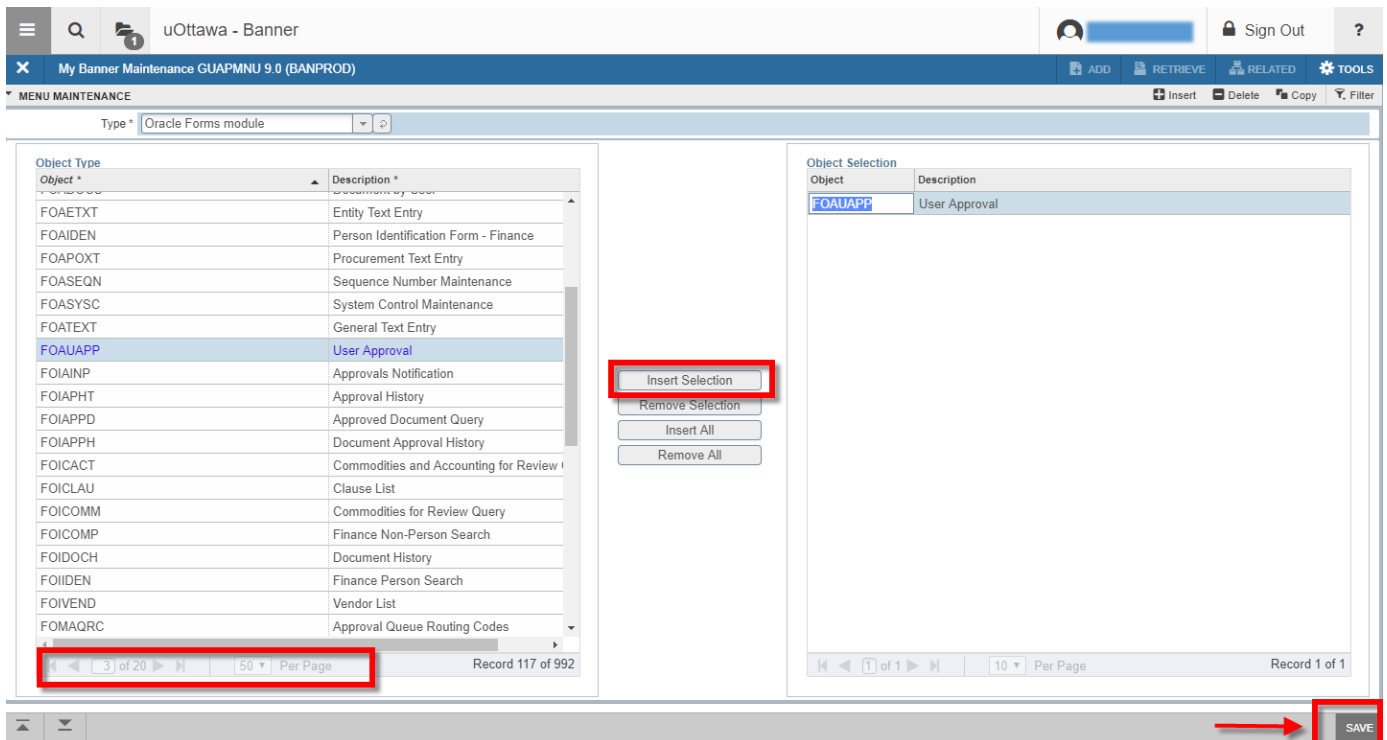 uOttawa - Banner
1
Sign Out
?
My Banner Maintenance GUAPMNU 9.0 (BANPROD)
ADD
RETRIEVE
RELATED
TOOLS
MENU MAINTENANCE
Insert
Delete
Copy
Filter
Type *
Oracle Forms module
Object Type
Object *
Description *
Document by User
FOAETXT Entity Text Entry
FOAIDEN Person Identification Form - Finance
FOAPOXT Procurement Text Entry
FOASEQN Sequence Number Maintenance
FOASYSC System Control Maintenance
FOATEXT General Text Entry
FOAUAPP User Approval
FOIAINP Approvals Notification
FOIAPHT Approval History
FOIAPPD Approved Document Query
FOIAPPH Document Approval History
FOICACT Commodities and Accounting for Review
FOICLAU Clause List
FOICOMM Commodities for Review Query
FOICOMP Finance Non-Person Search
FOIDOCH Document History
FOIIDEN Finance Person Search
FOIVEND Vendor List
FOMAQRC Approval Queue Routing Codes
3 of 20
50 Per Page
Record 117 of 992
Insert Selection
Remove Selection
Insert All
Remove All
Object Selection
Object
Description
FOAUAPP User Approval
1 of 1
10 Per Page
Record 1 of 1
SAVE